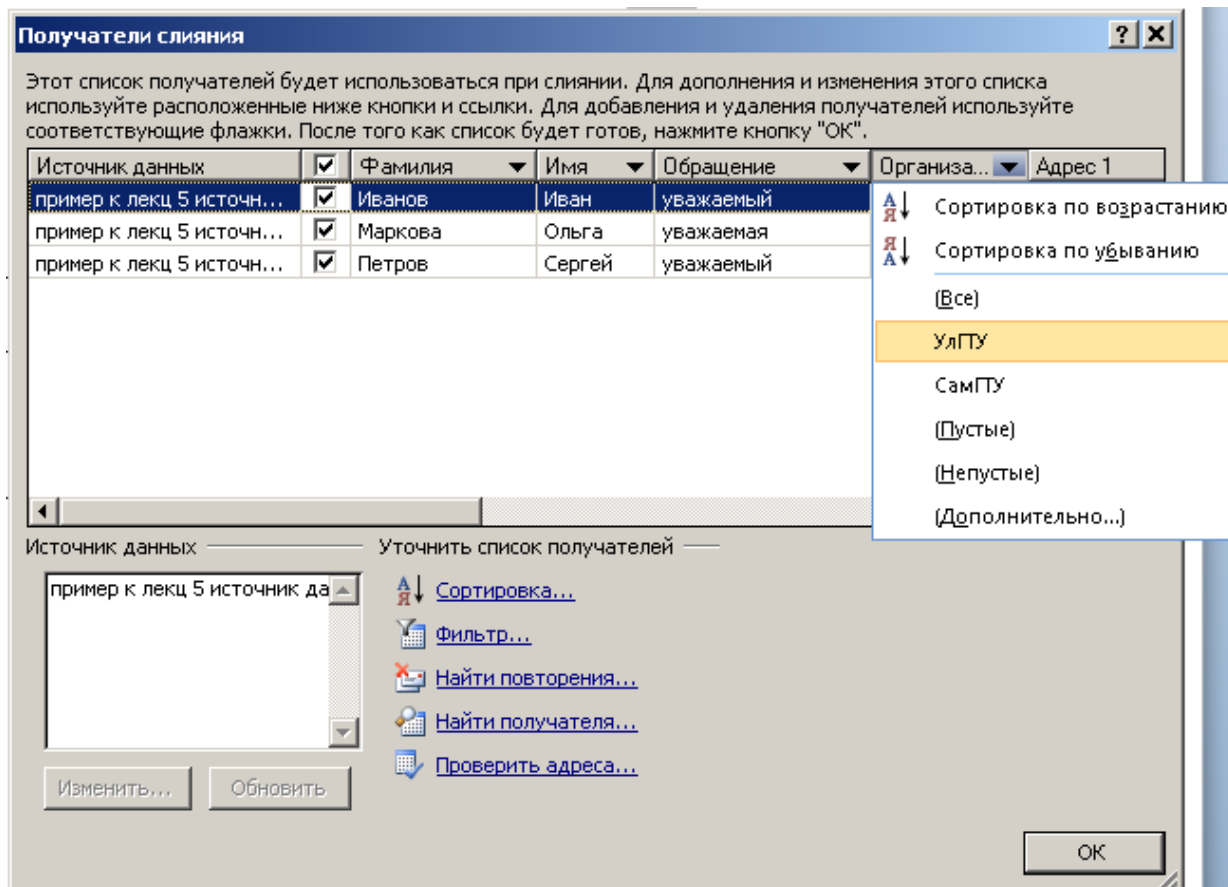 Получатели слияния
Этот список получателей будет использоваться при слиянии. Для дополнения и изменения этого списка
используйте расположенные ниже кнопки и ссылки. Для добавления и удаления получателей используйте
соответствующие флажки. После того как список будет готов, нажмите кнопку "ОК".
Источник данных Фамилия Имя Обращение Организа... Адрес 1
пример к лекц 5 источн... Иванов Иван уважаемый
пример к лекц 5 источн... Маркова Ольга уважаемая
пример к лекц 5 источн... Петров Сергей уважаемый
Сортировка по возрастанию
Сортировка по убыванию
(Все)
УлГТУ
СамГТУ
(Пустые)
(Непустые)
(Дополнительно...)
Источник данных
пример к лекц 5 источник да
Изменить... Обновить
Уточнить список получателей
Сортировка...
Фильтр...
Найти повторения...
Найти получателя...
Проверить адреса...
ОК